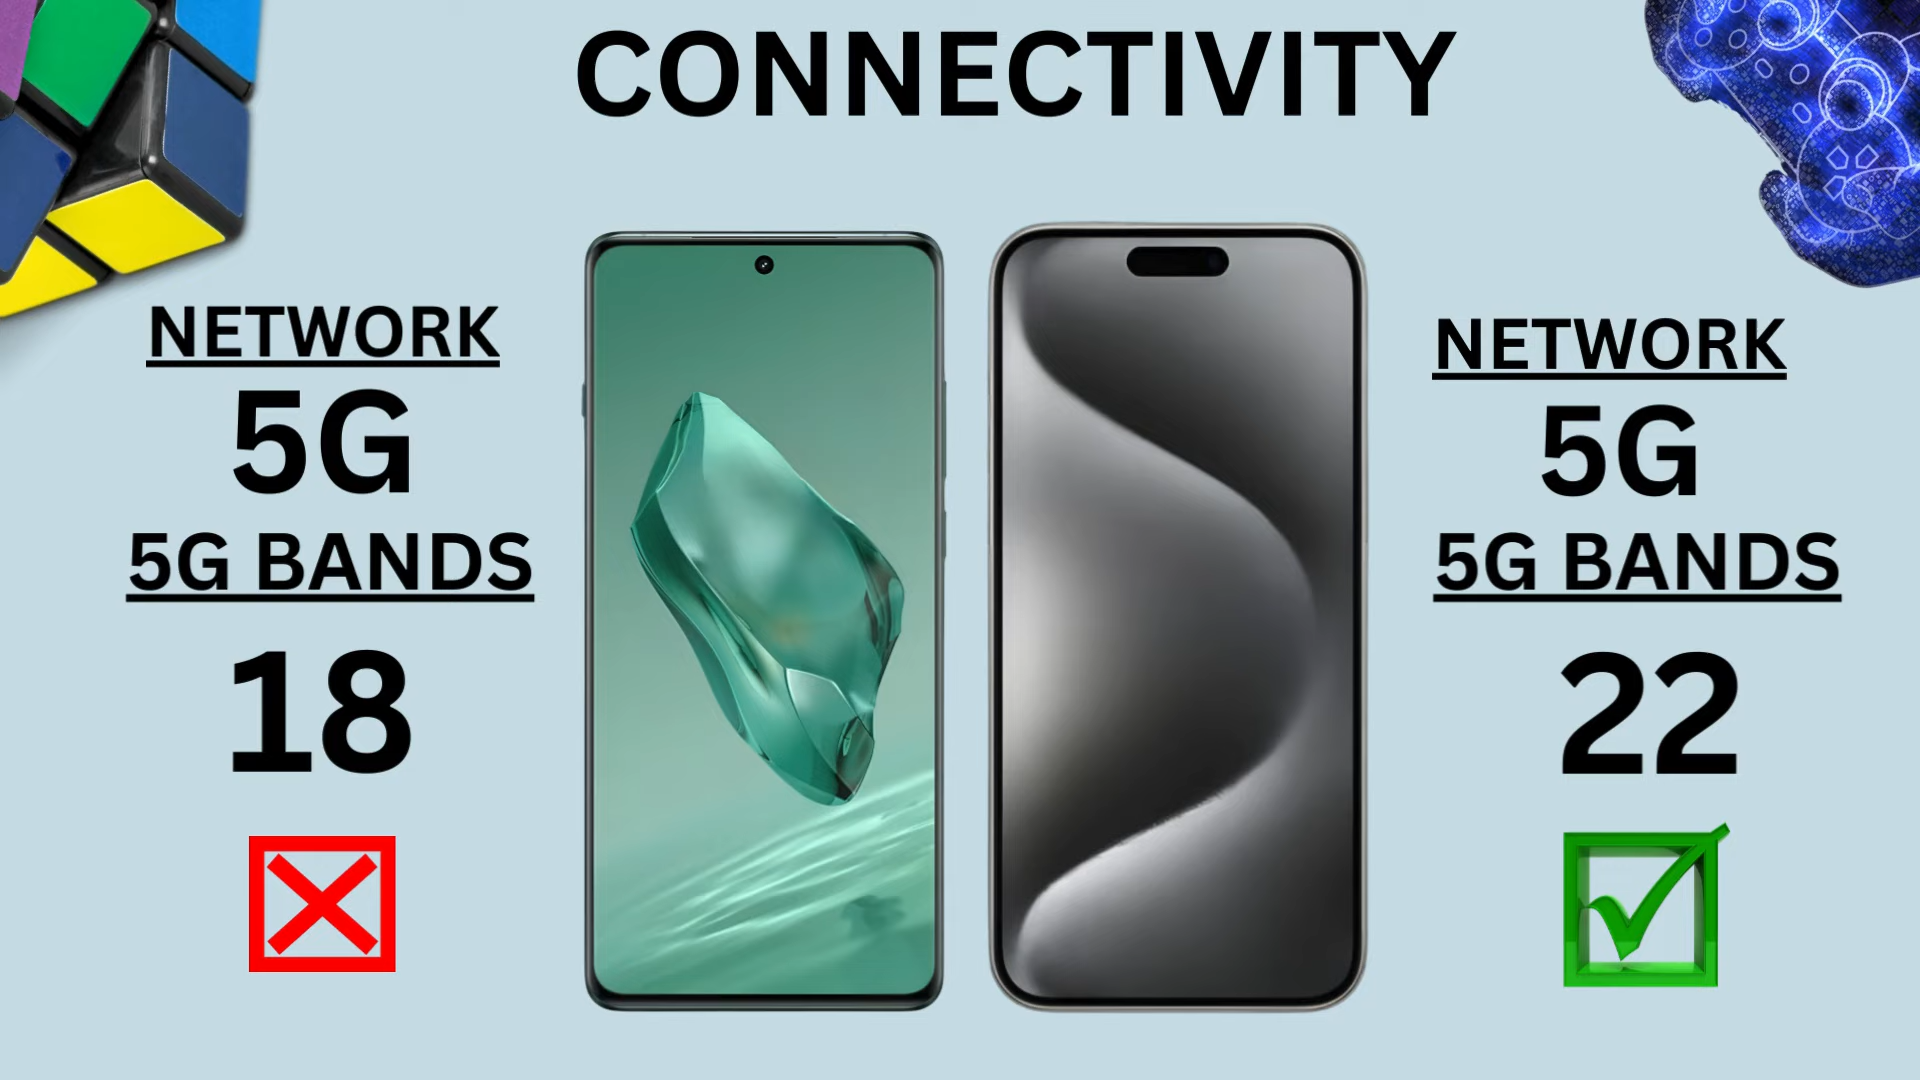 CONNECTIVITY
NETWORK
5G
5G BANDS
18
NETWORK
5G
5G BANDS
22